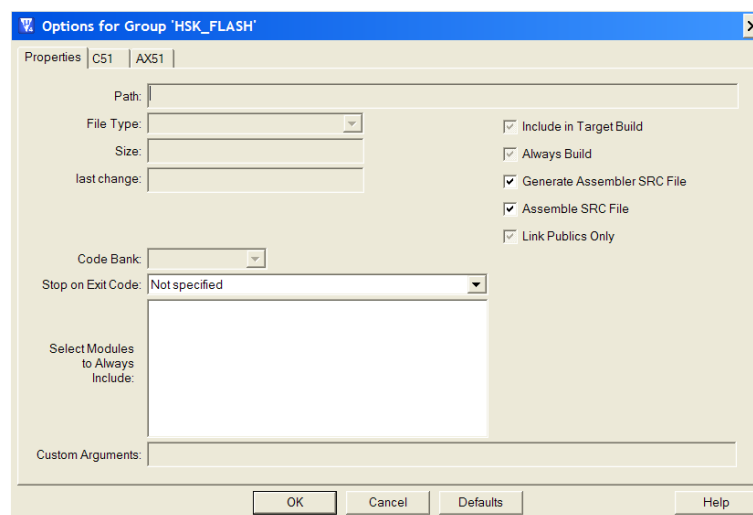 Options for Group 'HSK_FLASH'
Properties C51 AX51
Path:
File Type:
Include in Target Build
Size:
Always Build
last change:
Generate Assembler SRC File
Assemble SRC File
Link Publics Only
Code Bank:
Stop on Exit Code: Not specified
Select Modules
to Always
Include:
Custom Arguments:
OK Cancel Defaults Help